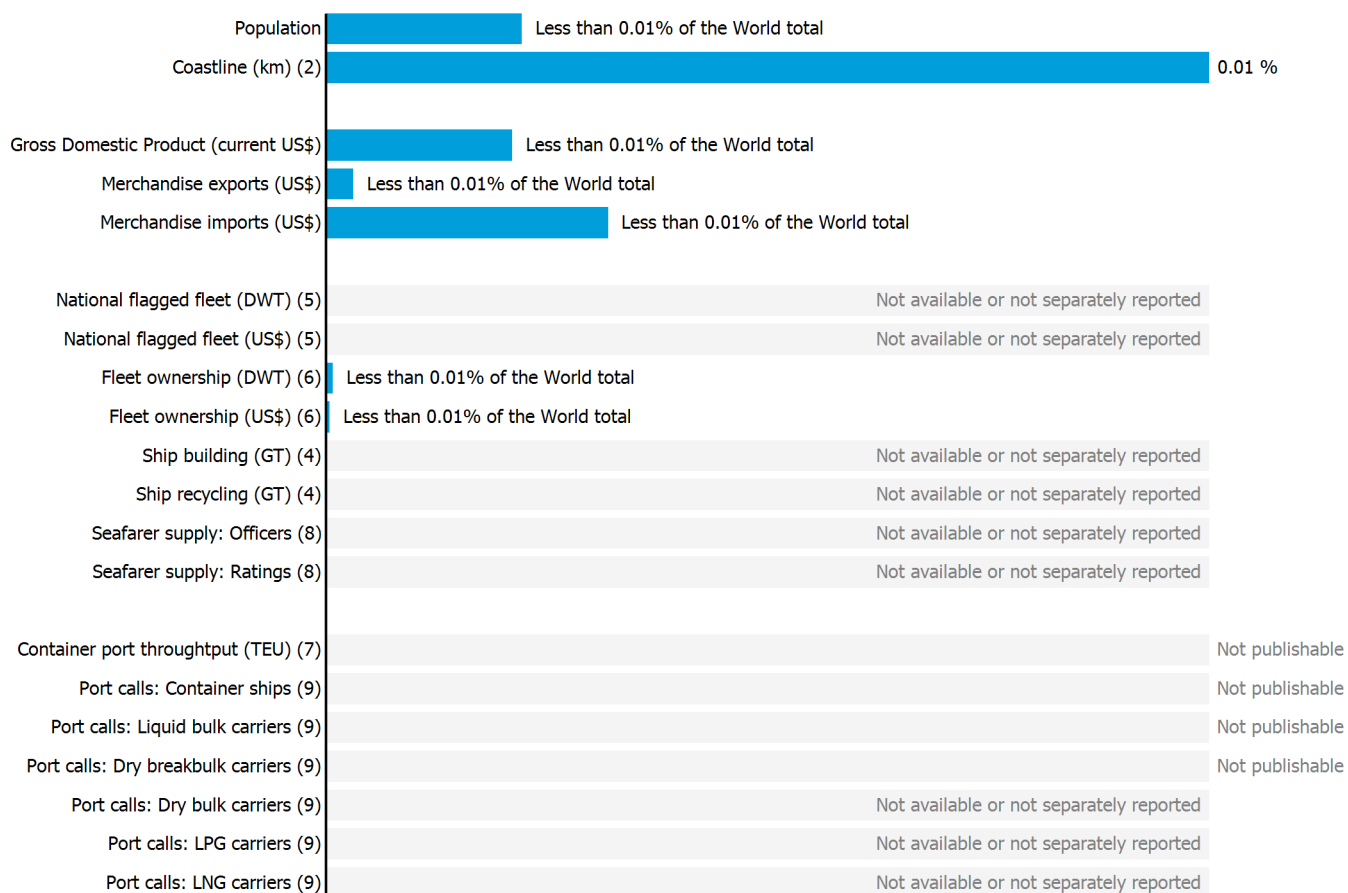 Population Less than 0.01% of the World total
Coastline (km) (2) 0.01 %
Gross Domestic Product (current US$) Less than 0.01% of the World total
Merchandise exports (US$) Less than 0.01% of the World total
Merchandise imports (US$) Less than 0.01% of the World total
National flagged fleet (DWT) (5) Not available or not separately reported
National flagged fleet (US$) (5) Not available or not separately reported
Fleet ownership (DWT) (6) Less than 0.01% of the World total
Fleet ownership (US$) (6) Less than 0.01% of the World total
Ship building (GT) (4) Not available or not separately reported
Ship recycling (GT) (4) Not available or not separately reported
Seafarer supply: Officers (8) Not available or not separately reported
Seafarer supply: Ratings (8) Not available or not separately reported
Container port throughtput (TEU) (7) Not publishable
Port calls: Container ships (9) Not publishable
Port calls: Liquid bulk carriers (9) Not publishable
Port calls: Dry breakbulk carriers (9) Not publishable
Port calls: Dry bulk carriers (9) Not available or not separately reported
Port calls: LPG carriers (9) Not available or not separately reported
Port calls: LNG carriers (9) Not available or not separately reported